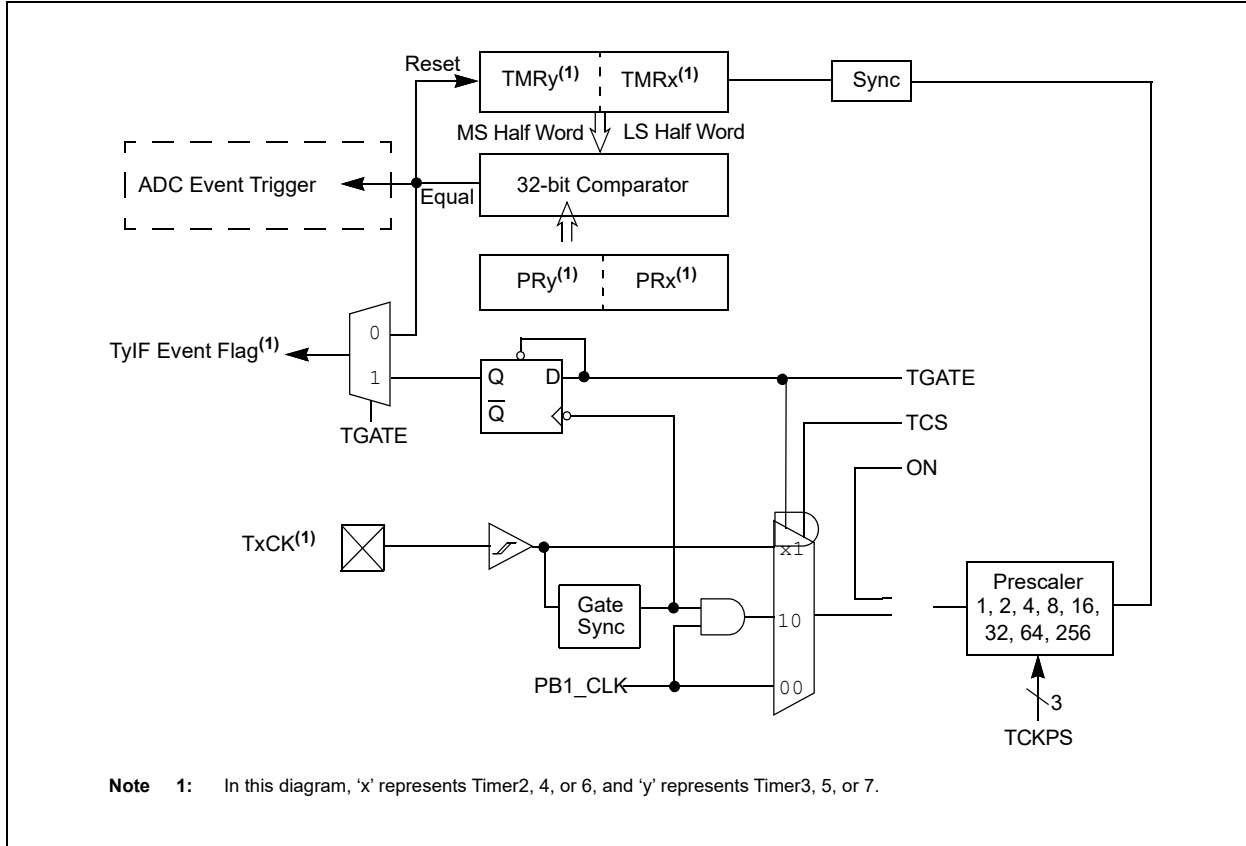 Reset
TMRy(1) TMRx(1)
Sync
MS Half Word LS Half Word
ADC Event Trigger
Equal
32-bit Comparator
PRy(1) PRx(1)
0
TyIF Event Flag(1)
1
Q D
Q
TGATE
TGATE
TCS
ON
TxCK(1)
x1
Gate
Sync
10
Prescaler
1, 2, 4, 8, 16,
32, 64, 256
PB1_CLK
00
3
TCKPS
Note 1: In this diagram, ‘x’ represents Timer2, 4, or 6, and ‘y’ represents Timer3, 5, or 7.